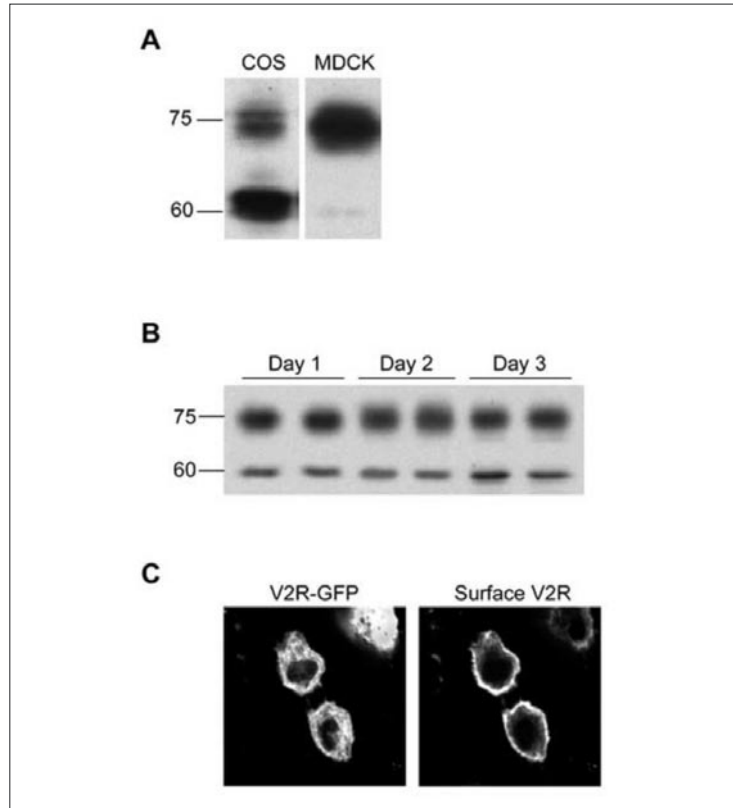 A
COS MDCK
75
60
B
Day 1 Day 2 Day 3
75
60
C
V2R-GFP Surface V2R